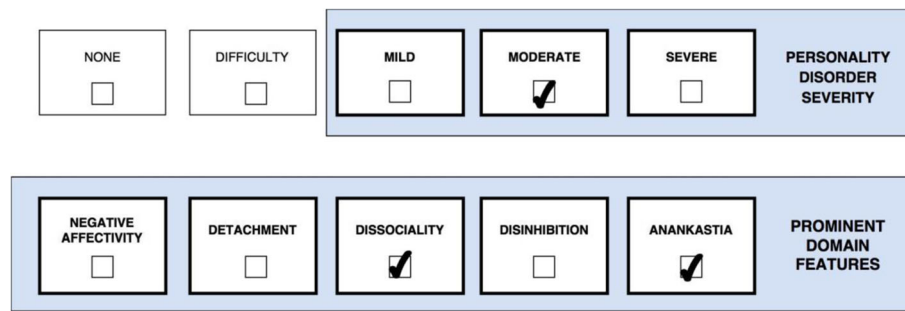 NONE
DIFFICULTY
MILD
MODERATE
SEVERE
PERSONALITY
DISORDER
SEVERITY
NEGATIVE
AFFECTIVITY
DETACHMENT
DISSOCIALITY
DISINHIBITION
ANANKASTIA
PROMINENT
DOMAIN
FEATURES